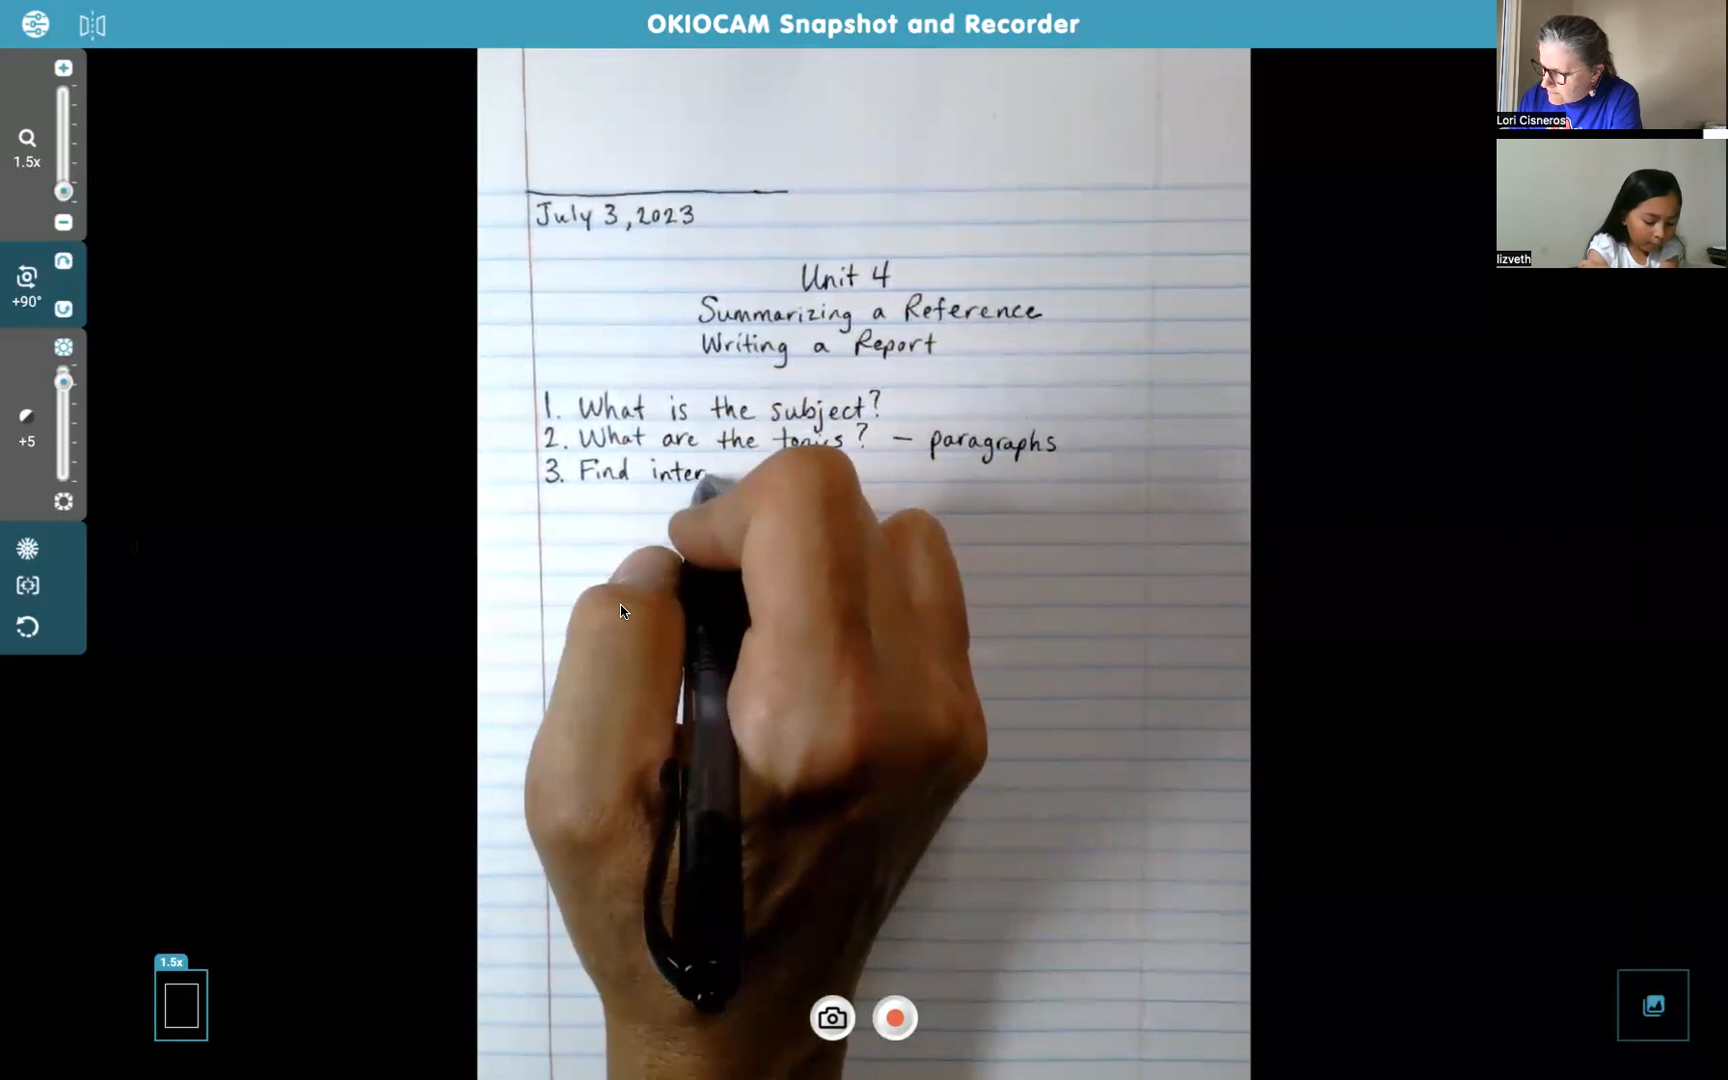 OKIOCAM Snapshot and Recorder
1.5x
+90°
+5
Lori Cisneros
lizveth
July 3, 2023
Unit 4
Summarizing a Reference
Writing a Report
1. What is the subject?
2. What are the topics? – paragraphs
3. Find inter
1.5x